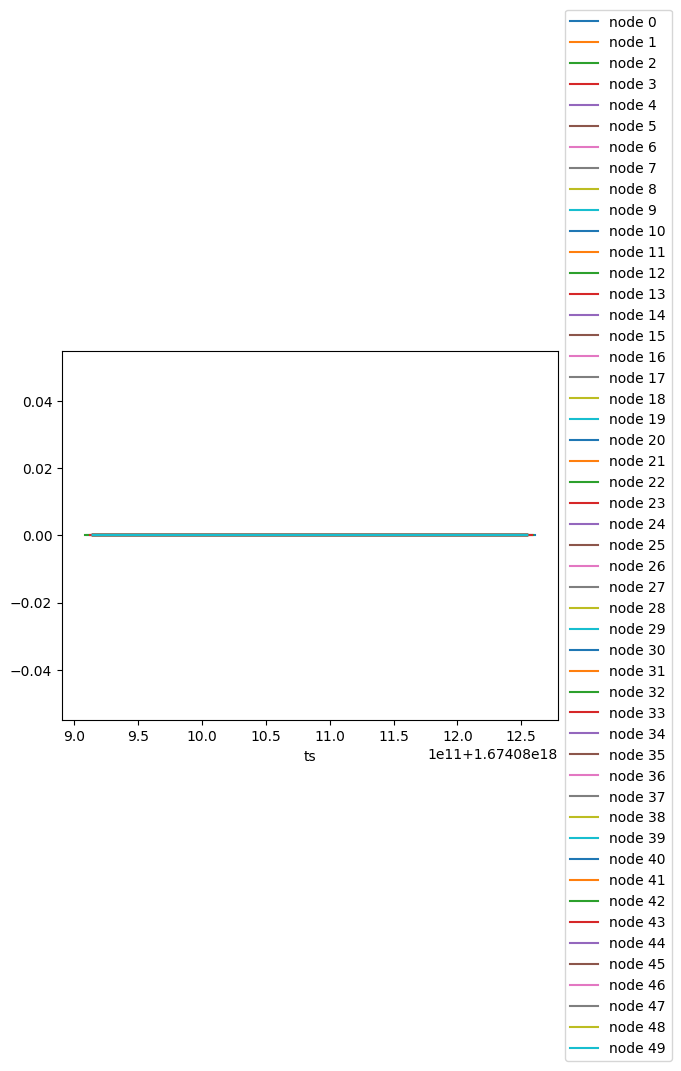 0.04
0.02
0.00
−0.02
−0.04
9.0 9.5 10.0 10.5 11.0 11.5 12.0 12.5
ts
1e11+1.67408e18
node 0
node 1
node 2
node 3
node 4
node 5
node 6
node 7
node 8
node 9
node 10
node 11
node 12
node 13
node 14
node 15
node 16
node 17
node 18
node 19
node 20
node 21
node 22
node 23
node 24
node 25
node 26
node 27
node 28
node 29
node 30
node 31
node 32
node 33
node 34
node 35
node 36
node 37
node 38
node 39
node 40
node 41
node 42
node 43
node 44
node 45
node 46
node 47
node 48
node 49